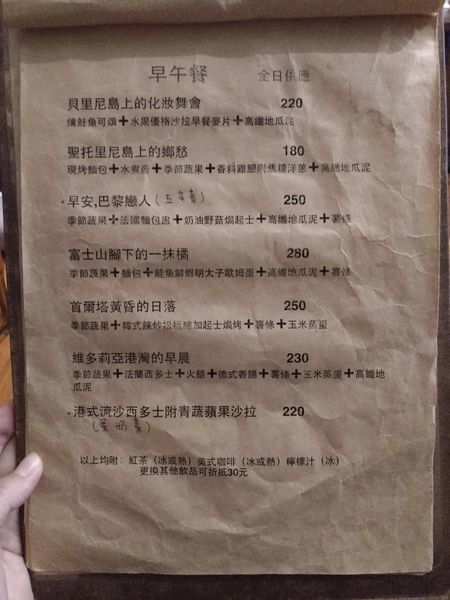 早午餐 全日供應
貝里尼島上的化妝舞會 220
燻鮭魚可頌+水果優格沙拉早餐麥片+高纖地瓜泥
聖托里尼島上的鄉愁 180
現烤麵包+水煮蛋+季節蔬果+香料雞腿附焦糖洋蔥+高纖地瓜泥
·早安,巴黎戀人(五辛素) 250
季節蔬果+法國麵包盅+奶油野菇焗起士+高纖地瓜泥+薯條
富士山腳下的一抹橘 280
季節蔬果+麵包+鮭魚鮮蝦明太子歐姆蛋+高纖地瓜泥+薯條
首爾塔黃昏的日落 250
季節蔬果+韓式辣炒松板豬加起士焗烤+薯條+玉米蒸蛋
維多莉亞港灣的早晨 230
季節蔬果+法蘭西多士+火腿+德式香腸+薯條+玉米蒸蛋+高纖地
瓜泥
·港式流沙西多士附青蔬蘋果沙拉 220
(蛋奶素)
以上均附: 紅茶(冰或熱) 美式咖啡(冰或熱) 檸檬汁(冰)
更換其他飲品可折抵30元